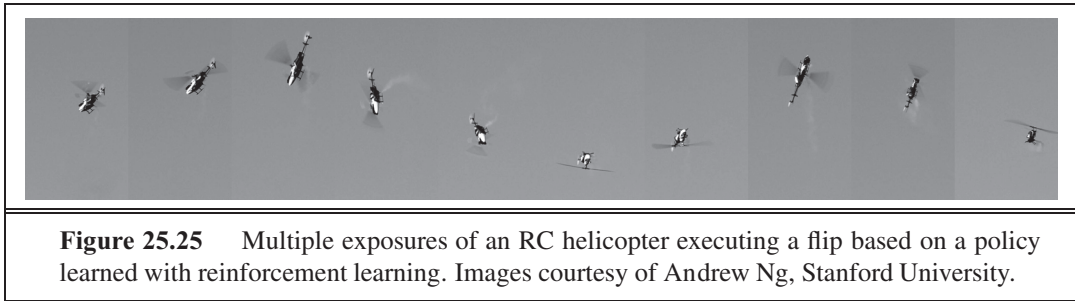 Figure 25.25 Multiple exposures of an RC helicopter executing a flip based on a policy
learned with reinforcement learning. Images courtesy of Andrew Ng, Stanford University.